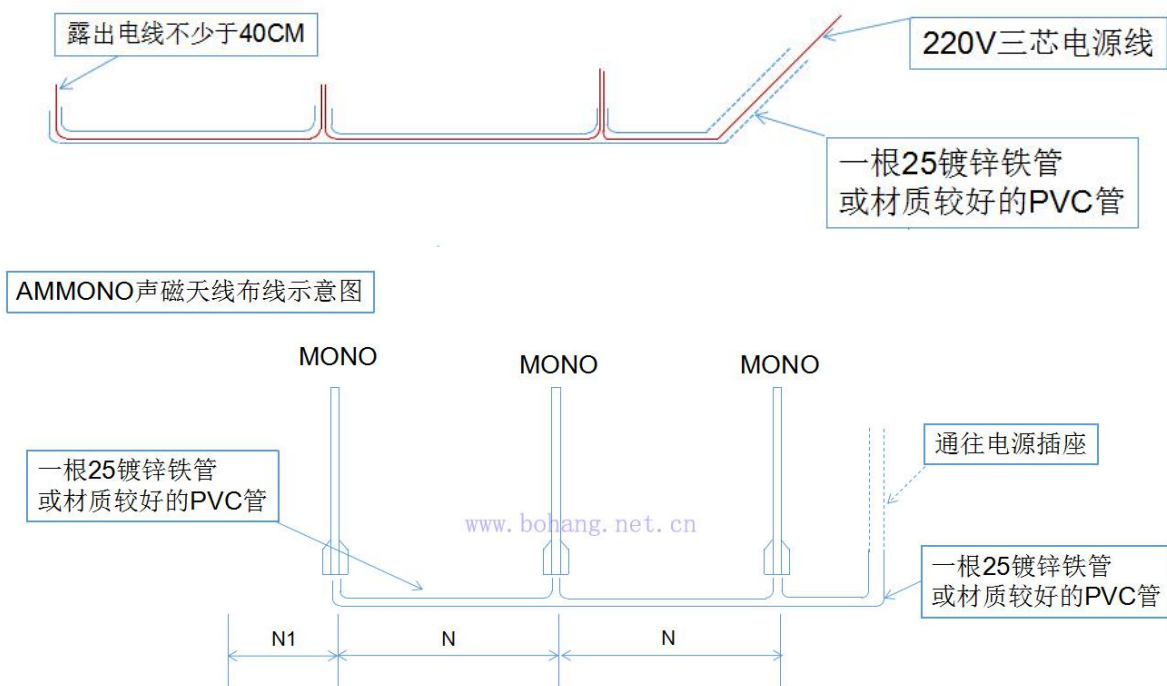 露出电线不少于40CM
220V三芯电源线
一根25镀锌铁管
或材质较好的PVC管
AMMONO声磁天线布线示意图
MONO
MONO
MONO
通往电源插座
一根25镀锌铁管
或材质较好的PVC管
www.bohang.net.cn
一根25镀锌铁管
或材质较好的PVC管
N1
N
N